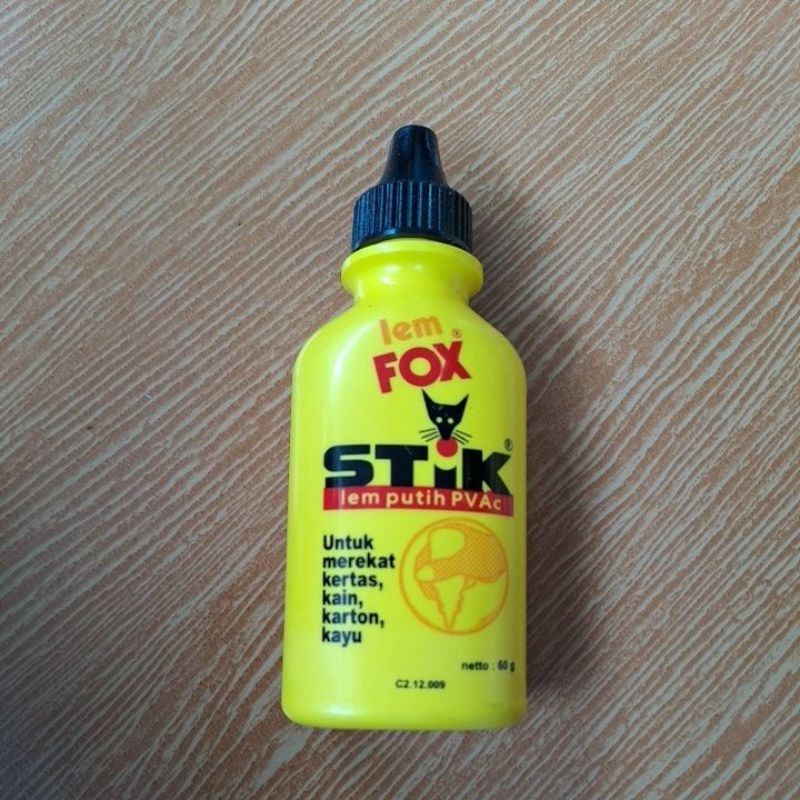 lem
FOX®
STiK®
lem putih PVAc
Untuk
merekat
kertas,
kain,
karton,
kayu
netto : 60 g
C2.12.009